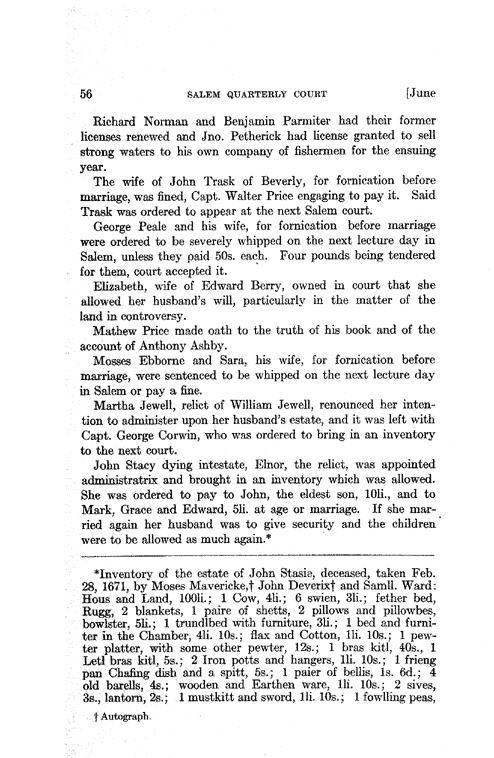 56 SALEM QUARTERLY COURT [June
Richard Norman and Benjamin Parmiter had their former
licenses renewed and Jno. Petherick had license granted to sell
strong waters to his own company of fishermen for the ensuing
year.
The wife of John Trask of Beverly, for fornication before
marriage, was fined, Capt. Walter Price engaging to pay it. Said
Trask was ordered to appear at the next Salem court.
George Peale and his wife, for fornication before marriage
were ordered to be severely whipped on the next lecture day in
Salem, unless they paid 50s. each. Four pounds being tendered
for them, court accepted it.
Elizabeth, wife of Edward Berry, owned in court that she
allowed her husband's will, particularly in the matter of the
land in controversy.
Mathew Price made oath to the truth of his book and of the
account of Anthony Ashby.
Mosses Ebborne and Sara, his wife, for fornication before
marriage, were sentenced to be whipped on the next lecture day
in Salem or pay a fine.
Martha Jewell, relict of William Jewell, renounced her inten-
tion to administer upon her husband's estate, and it was left with
Capt. George Corwin, who was ordered to bring in an inventory
to the next court.
John Stacy dying intestate, Elnor, the relict, was appointed
administratrix and brought in an inventory which was allowed.
She was ordered to pay to John, the eldest son, 10li., and to
Mark, Grace and Edward, 5li. at age or marriage. If she mar-
ried again her husband was to give security and the children
were to be allowed as much again.*
*Inventory of the estate of John Stasie, deceased, taken Feb.
28, 1671, by Moses Mavericke,† John Deverix† and Samll. Ward:
Hous and Land, 100li.; 1 Cow, 4li.; 6 swien, 3li.; fether bed,
Rugg, 2 blankets, 1 paire of shetts, 2 pillows and pillowbes,
bowlster, 5li.; 1 trundlbed with furniture, 3li.; 1 bed and furni-
ter in the Chamber, 4li. 10s.; flax and Cotton, 1li. 10s.; 1 pew-
ter platter, with some other pewter, 12s.; 1 bras kitl, 40s., 1
Letl bras kitl, 5s.; 2 Iron potts and hangers, 1li. 10s.; 1 frieng
pan Chafing dish and a spitt, 5s.; 1 paier of bellis, 1s. 6d.; 4
old barells, 4s.; wooden and Earthen ware, 1li. 10s.; 2 sives,
3s., lantorn, 2s.; 1 mustkitt and sword, 1li. 10s.; 1 fowlling peas,
† Autograph.